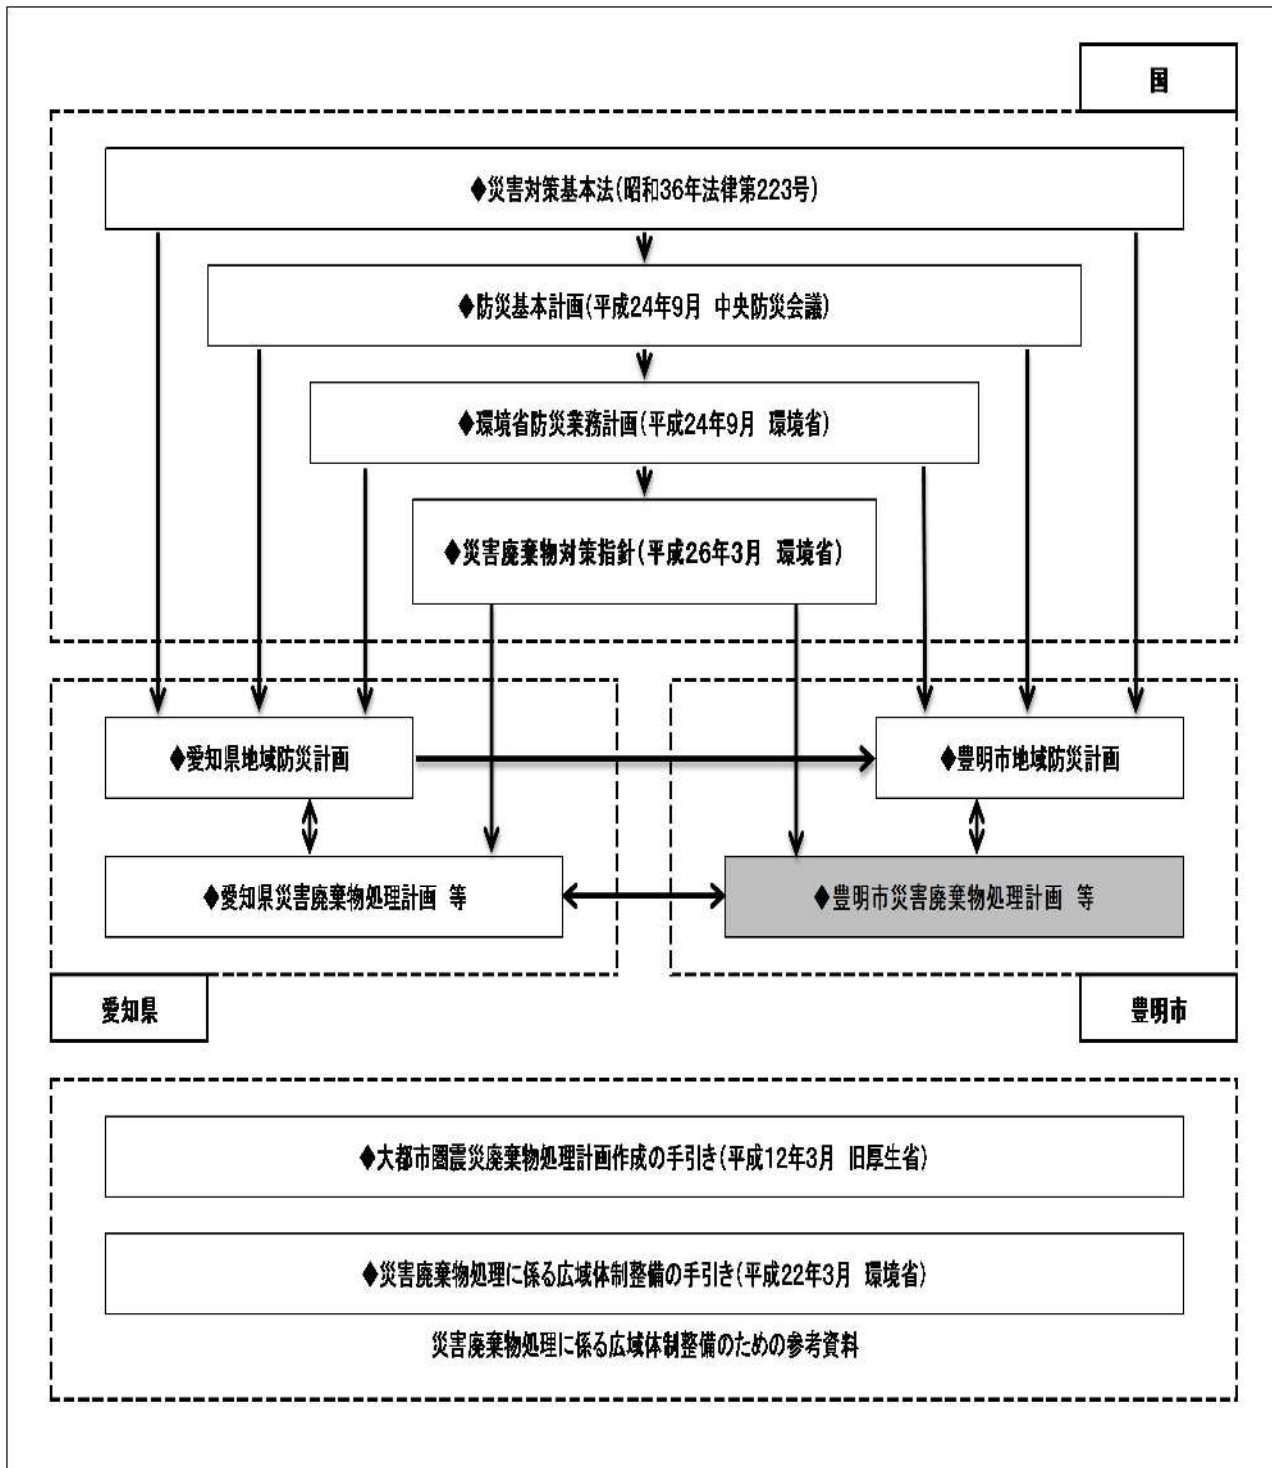 国
◆災害対策基本法(昭和36年法律第223号)
◆防災基本計画(平成24年9月 中央防災会議)
◆環境省防災業務計画(平成24年9月 環境省)
◆災害廃棄物対策指針(平成26年3月 環境省)
◆愛知県地域防災計画
◆豊明市地域防災計画
◆愛知県災害廃棄物処理計画 等
◆豊明市災害廃棄物処理計画 等
愛知県
豊明市
◆大都市圏震災廃棄物処理計画作成の手引き(平成12年3月 旧厚生省)
◆災害廃棄物処理に係る広域体制整備の手引き(平成22年3月 環境省)
災害廃棄物処理に係る広域体制整備のための参考資料